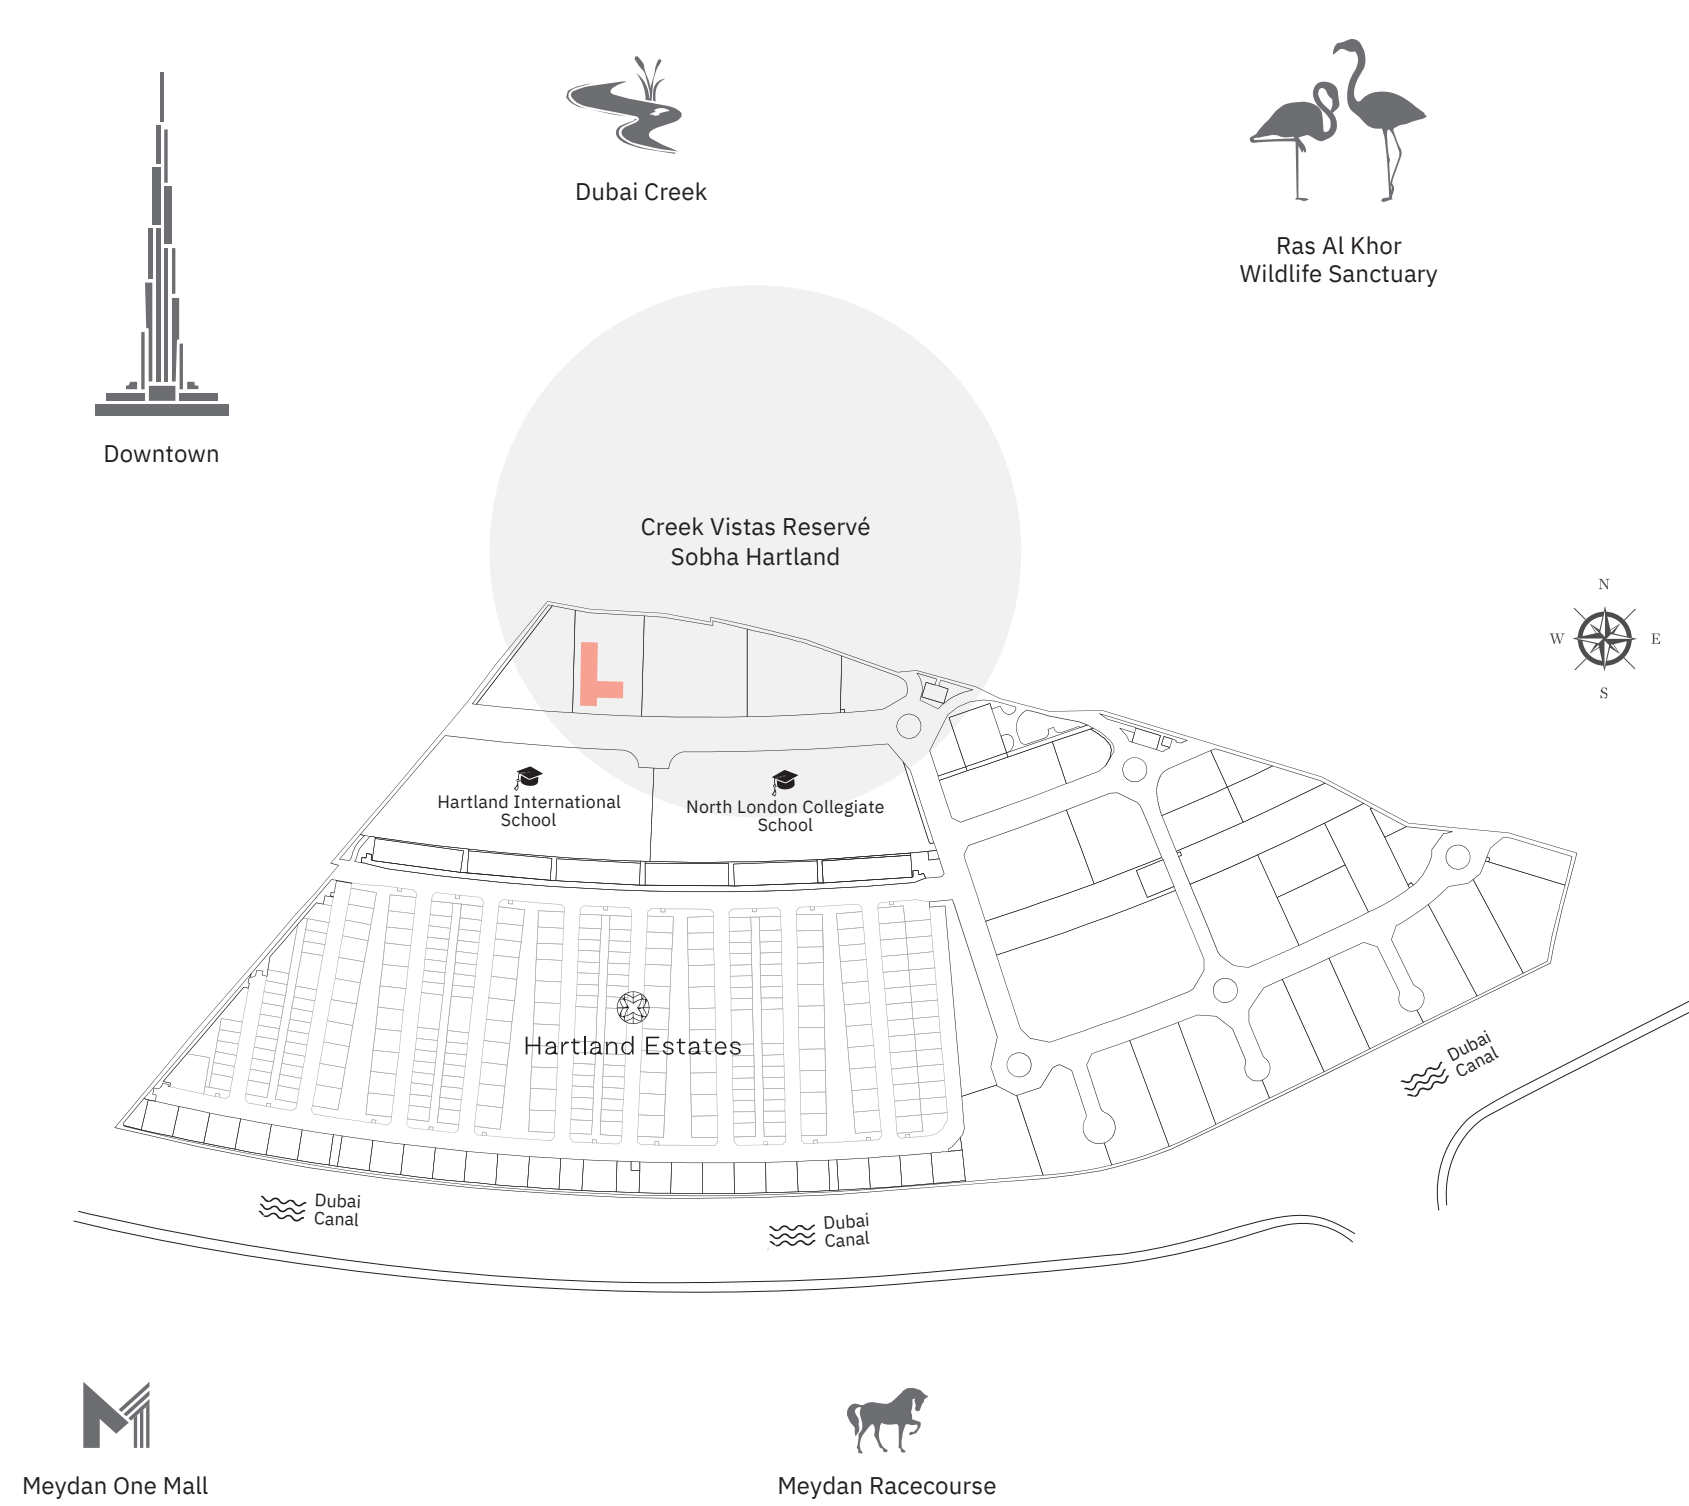 Dubai Creek
Ras Al Khor
Wildlife Sanctuary
Downtown
Creek Vistas Reservé
Sobha Hartland
N
W
E
S
Hartland International
School
North London Collegiate
School
Hartland Estates
Dubai
Canal
Dubai
Canal
Dubai
Canal
Meydan One Mall
Meydan Racecourse